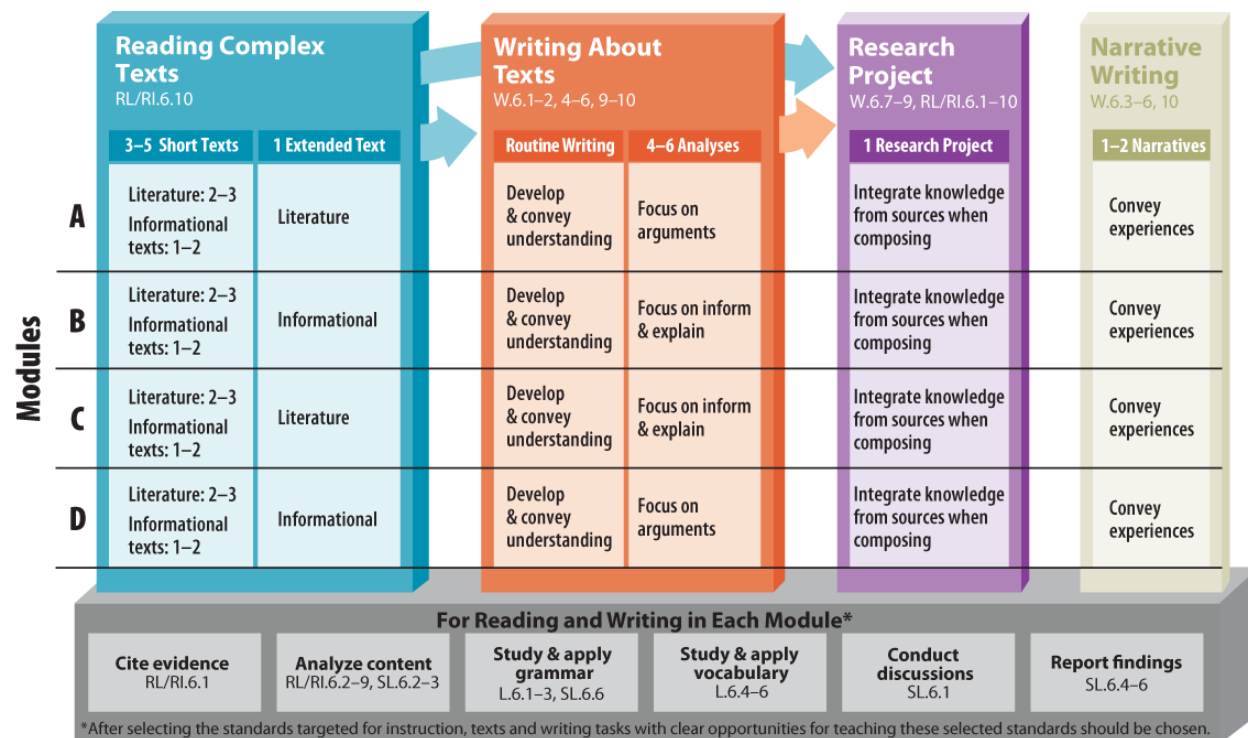 Reading Complex
Texts
RL/RI.6.10
Writing About
Texts
W.6.1–2, 4–6, 9–10
Research
Project
W.6.7–9, RL/RI.6.1–10
Narrative
Writing
W.6.3–6, 10
3–5 Short Texts
1 Extended Text
Routine Writing
4–6 Analyses
1 Research Project
1–2 Narratives
Modules
A
Literature: 2–3
Informational
texts: 1–2
Literature
Develop
& convey
understanding
Focus on
arguments
Integrate knowledge
from sources when
composing
Convey
experiences
B
Literature: 2–3
Informational
texts: 1–2
Informational
Develop
& convey
understanding
Focus on inform
& explain
Integrate knowledge
from sources when
composing
Convey
experiences
C
Literature: 2–3
Informational
texts: 1–2
Literature
Develop
& convey
understanding
Focus on inform
& explain
Integrate knowledge
from sources when
composing
Convey
experiences
D
Literature: 2–3
Informational
texts: 1–2
Informational
Develop
& convey
understanding
Focus on
arguments
Integrate knowledge
from sources when
composing
Convey
experiences
For Reading and Writing in Each Module*
Cite evidence
RL/RI.6.1
Analyze content
RL/RI.6.2–9, SL.6.2–3
Study & apply
grammar
L.6.1–3, SL.6.6
Study & apply
vocabulary
L.6.4–6
Conduct
discussions
SL.6.1
Report findings
SL.6.4–6
*After selecting the standards targeted for instruction, texts and writing tasks with clear opportunities for teaching these selected standards should be chosen.